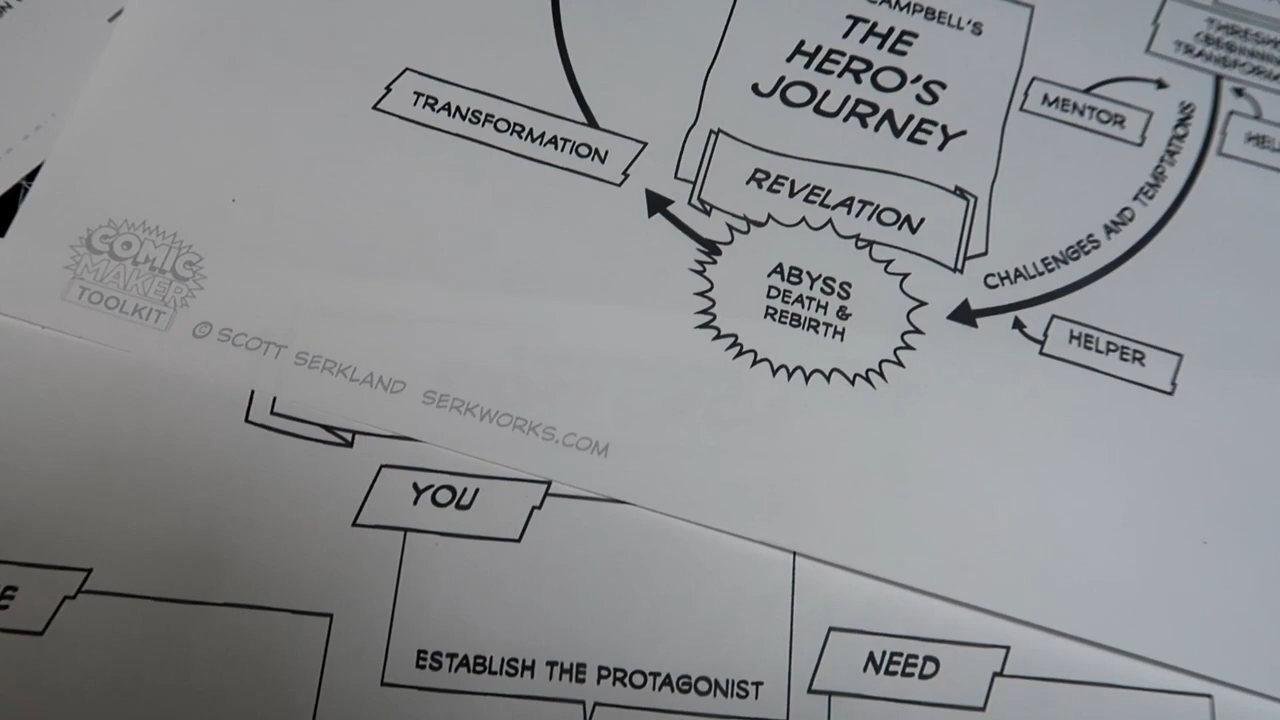 CAMPBELL'S
THE
HERO'S
JOURNEY
REVELATION
ABYSS
DEATH &
REBIRTH
TRANSFORMATION
MENTOR
CHALLENGES AND TEMPTATIONS
HELPER
COMIC
MAKER
TOOLKIT
© SCOTT SERKLAND SERKWORKS.COM
YOU
ESTABLISH THE PROTAGONIST
NEED